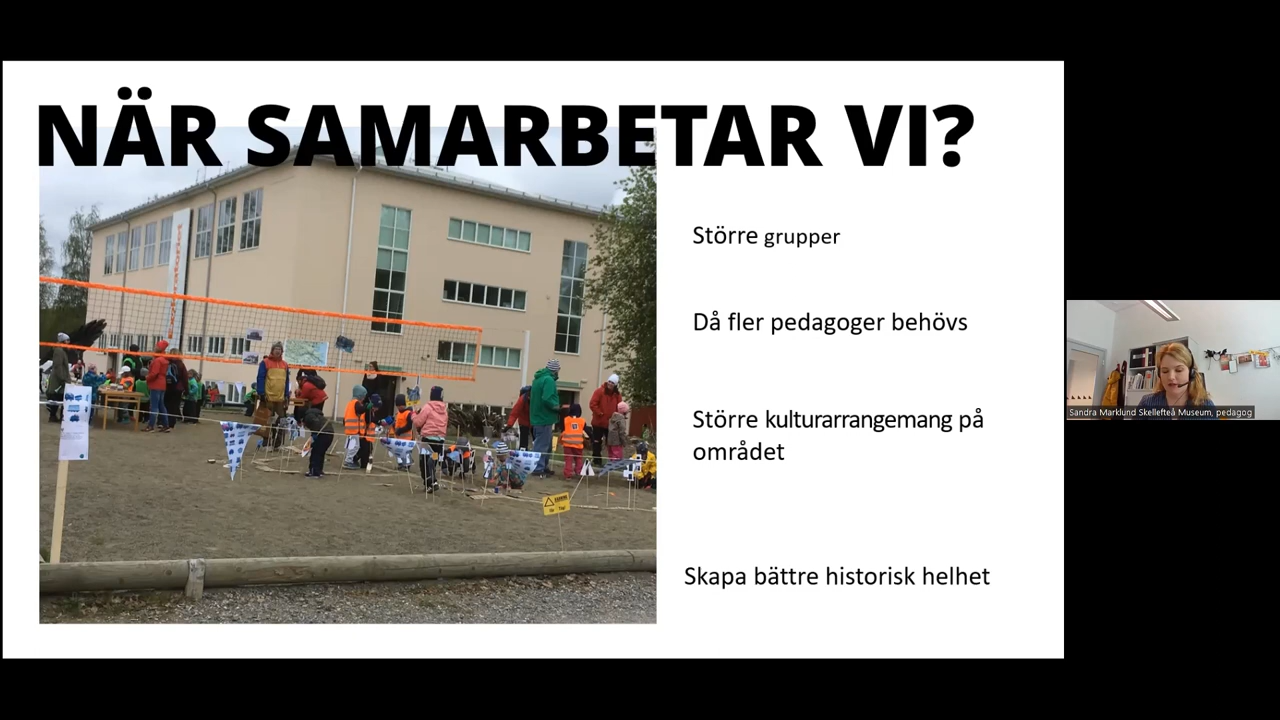 NÄR SAMARBETAR VI?
Större grupper
Då fler pedagoger behövs
Större kulturarrangemang på
området
Skapa bättre historisk helhet
Sandra Marklund Skellefteå Museum, pedagog